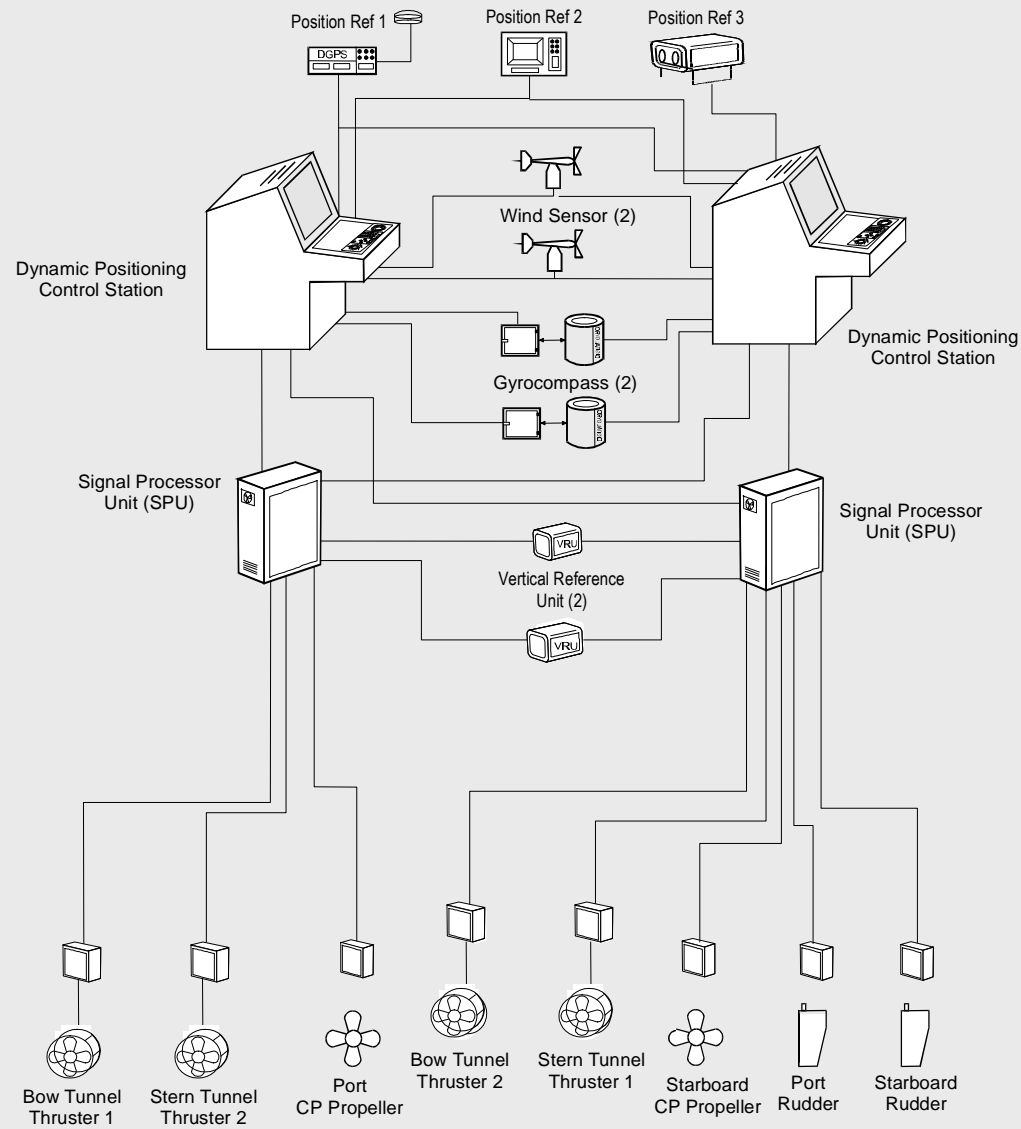 Position Ref 1
Position Ref 2
Position Ref 3
DGPS
Wind Sensor (2)
Dynamic Positioning
Control Station
Dynamic Positioning
Control Station
Gyrocompass (2)
Signal Processor
Unit (SPU)
Signal Processor
Unit (SPU)
VRU
Vertical Reference
Unit (2)
VRU
Bow Tunnel
Thruster 1
Stern Tunnel
Thruster 2
Port
CP Propeller
Bow Tunnel
Thruster 2
Stern Tunnel
Thruster 1
Starboard
CP Propeller
Port
Rudder
Starboard
Rudder